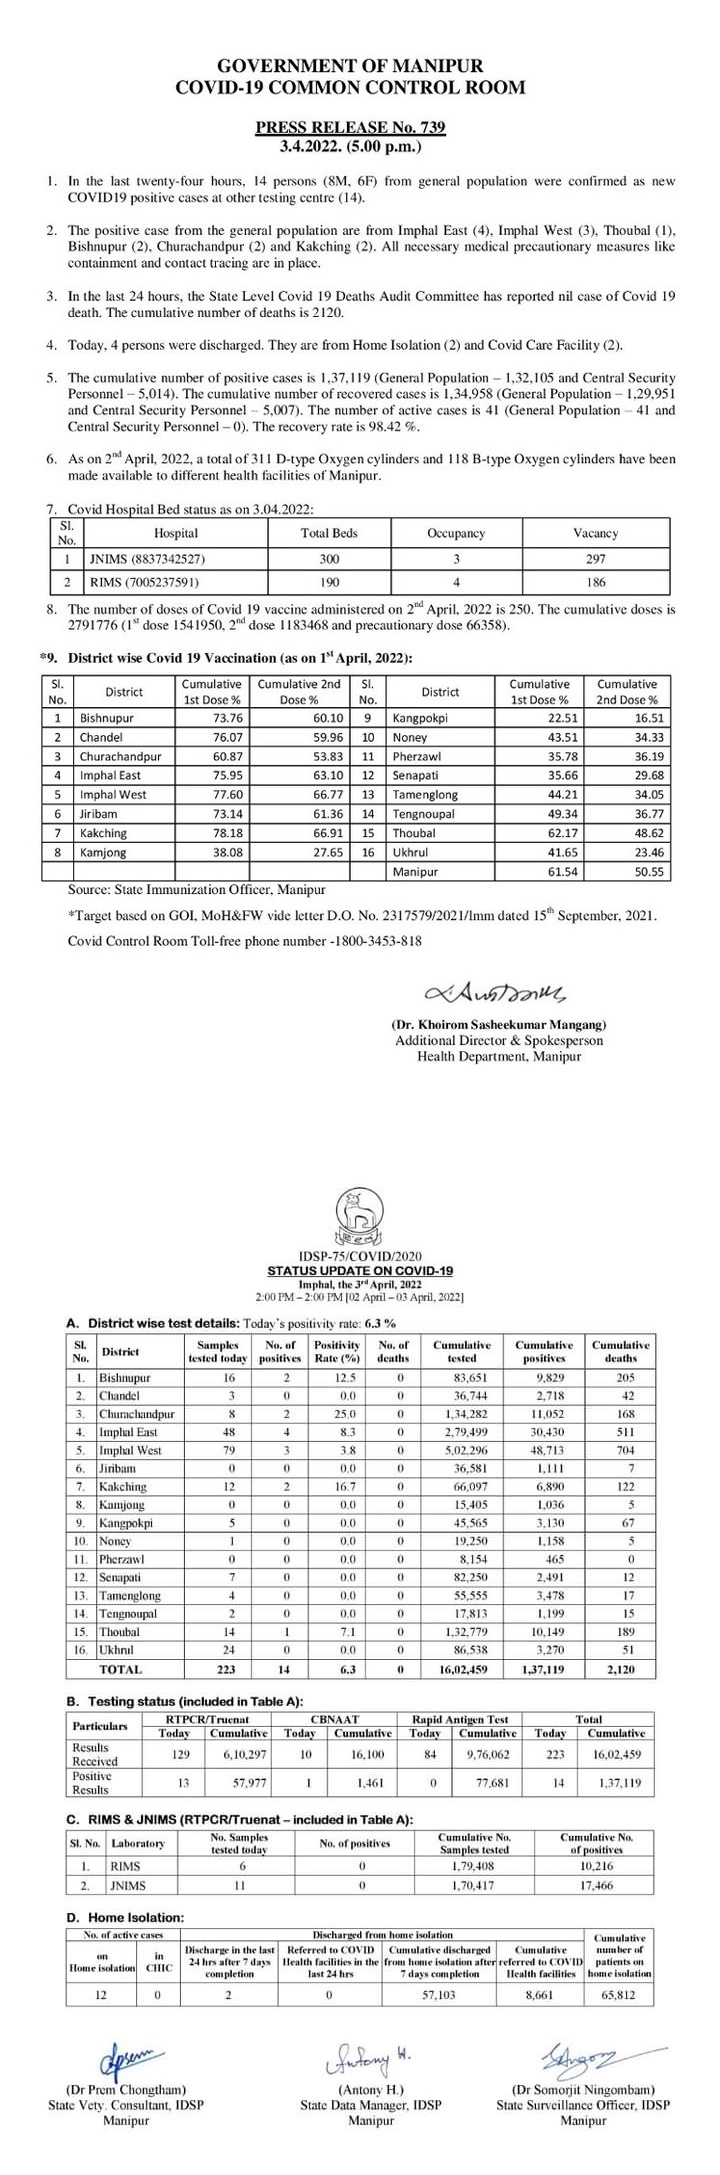 GOVERNMENT OF MANIPUR
COVID-19 COMMON CONTROL ROOM
PRESS RELEASE No. 739
3.4.2022. (5.00 p.m.)
1. In the last twenty-four hours, 14 persons (8M, 6F) from general population were confirmed as new
COVID19 positive cases at other testing centre (14).
2. The positive case from the general population are from Imphal East (4), Imphal West (3), Thoubal (1),
Bishnupur (2), Churachandpur (2) and Kakching (2). All necessary medical precautionary measures like
containment and contact tracing are in place.
3. In the last 24 hours, the State Level Covid 19 Deaths Audit Committee has reported nil case of Covid 19
death. The cumulative number of deaths is 2120.
4. Today, 4 persons were discharged. They are from Home Isolation (2) and Covid Care Facility (2).
5. The cumulative number of positive cases is 1,37,119 (General Population – 1,32,105 and Central Security
Personnel – 5,014). The cumulative number of recovered cases is 1,34,958 (General Population – 1,29,951
and Central Security Personnel – 5,007). The number of active cases is 41 (General Population – 41 and
Central Security Personnel – 0). The recovery rate is 98.42 %.
6. As on 2nd April, 2022, a total of 311 D-type Oxygen cylinders and 118 B-type Oxygen cylinders have been
made available to different health facilities of Manipur.
7. Covid Hospital Bed status as on 3.04.2022:
Sl. No. Hospital Total Beds Occupancy Vacancy
1 JNIMS (8837342527) 300 3 297
2 RIMS (7005237591) 190 4 186
8. The number of doses of Covid 19 vaccine administered on 2nd April, 2022 is 250. The cumulative doses is
2791776 (1st dose 1541950, 2nd dose 1183468 and precautionary dose 66358).
*9. District wise Covid 19 Vaccination (as on 1st April, 2022):
Sl. No. District Cumulative 1st Dose % Cumulative 2nd Dose % Sl. No. District Cumulative 1st Dose % Cumulative 2nd Dose %
1 Bishnupur 73.76 60.10 9 Kangpokpi 22.51 16.51
2 Chandel 76.07 59.96 10 Noney 43.51 34.33
3 Churachandpur 60.87 53.83 11 Pherzawl 35.78 36.19
4 Imphal East 75.95 63.10 12 Senapati 35.66 29.68
5 Imphal West 77.60 66.77 13 Tamenglong 44.21 34.05
6 Jiribam 73.14 61.36 14 Tengnoupal 49.34 36.77
7 Kakching 78.18 66.91 15 Thoubal 62.17 48.62
8 Kamjong 38.08 27.65 16 Ukhrul 41.65 23.46
Manipur 61.54 50.55
Source: State Immunization Officer, Manipur
*Target based on GOI, MoH&FW vide letter D.O. No. 2317579/2021/Imm dated 15th September, 2021.
Covid Control Room Toll-free phone number -1800-3453-818
(Dr. Khoirom Sasheekumar Mangang)
Additional Director & Spokesperson
Health Department, Manipur
IDSP-75/COVID/2020
STATUS UPDATE ON COVID-19
Imphal, the 3rd April, 2022
2:00 PM – 2:00 PM [02 April – 03 April, 2022]
A. District wise test details: Today's positivity rate: 6.3 %
Sl. No. District Samples tested today No. of positives Positivity Rate (%) No. of deaths Cumulative tested Cumulative positives Cumulative deaths
1. Bishnupur 16 2 12.5 0 83,651 9,829 205
2. Chandel 3 0 0.0 0 36,744 2,718 42
3. Churachandpur 8 2 25.0 0 1,34,282 11,052 168
4. Imphal East 48 4 8.3 0 2,79,499 30,430 511
5. Imphal West 79 3 3.8 0 5,02,296 48,713 704
6. Jiribam 0 0 0.0 0 36,581 1,111 7
7. Kakching 12 2 16.7 0 66,097 6,890 122
8. Kamjong 0 0 0.0 0 15,405 1,036 5
9. Kangpokpi 5 0 0.0 0 45,565 3,130 67
10. Noney 1 0 0.0 0 19,250 1,158 5
11. Pherzawl 0 0 0.0 0 8,154 465 0
12. Senapati 7 0 0.0 0 82,250 2,491 12
13. Tamenglong 4 0 0.0 0 55,555 3,478 17
14. Tengnoupal 2 0 0.0 0 17,813 1,199 15
15. Thoubal 14 1 7.1 0 1,32,779 10,149 189
16. Ukhrul 24 0 0.0 0 86,538 3,270 51
TOTAL 223 14 6.3 0 16,02,459 1,37,119 2,120
B. Testing status (included in Table A):
Particulars RTPCR/Truenat CBNAAT Rapid Antigen Test Total
Today Cumulative Today Cumulative Today Cumulative Today Cumulative
Results Received 129 6,10,297 10 16,100 84 9,76,062 223 16,02,459
Positive Results 13 57,977 1 1,461 0 77,681 14 1,37,119
C. RIMS & JNIMS (RTPCR/Truenat – included in Table A):
Sl. No. Laboratory No. Samples tested today No. of positives Cumulative No. Samples tested Cumulative No. of positives
1. RIMS 6 0 1,79,408 10,216
2. JNIMS 11 0 1,70,417 17,466
D. Home Isolation:
No. of active cases Discharged from home isolation Cumulative number of patients on home isolation
on Home isolation in CHIC Discharge in the last 24 hrs after 7 days completion Referred to COVID Health facilities in the last 24 hrs Cumulative discharged from home isolation after 7 days completion Cumulative referred to COVID Health facilities
12 0 2 0 57,103 8,661 65,812
Antony H.
(Dr Prem Chongtham) (Antony H.) (Dr Somorjit Ningombam)
State Vety. Consultant, IDSP State Data Manager, IDSP State Surveillance Officer, IDSP
Manipur Manipur Manipur